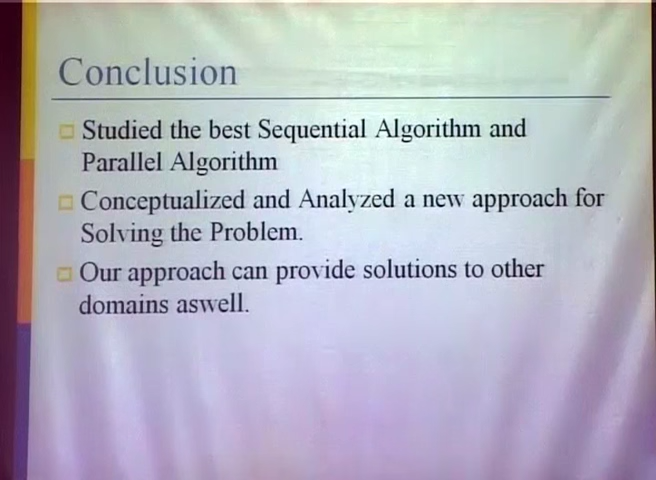 Conclusion
Studied the best Sequential Algorithm and
Parallel Algorithm
Conceptualized and Analyzed a new approach for
Solving the Problem.
Our approach can provide solutions to other
domains aswell.